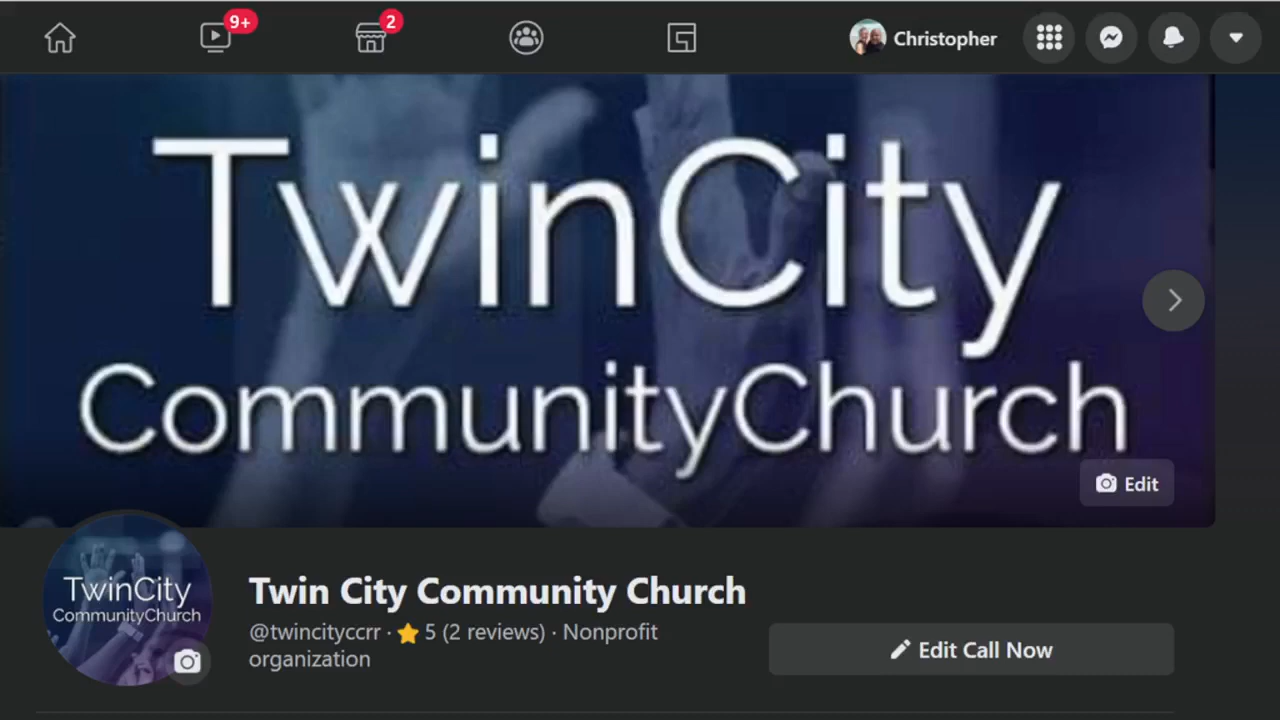 9+
2
Christopher
TwinCity
CommunityChurch
Edit
TwinCity
CommunityChurch
Twin City Community Church
@twincityccrr · 5 (2 reviews) · Nonprofit
organization
Edit Call Now